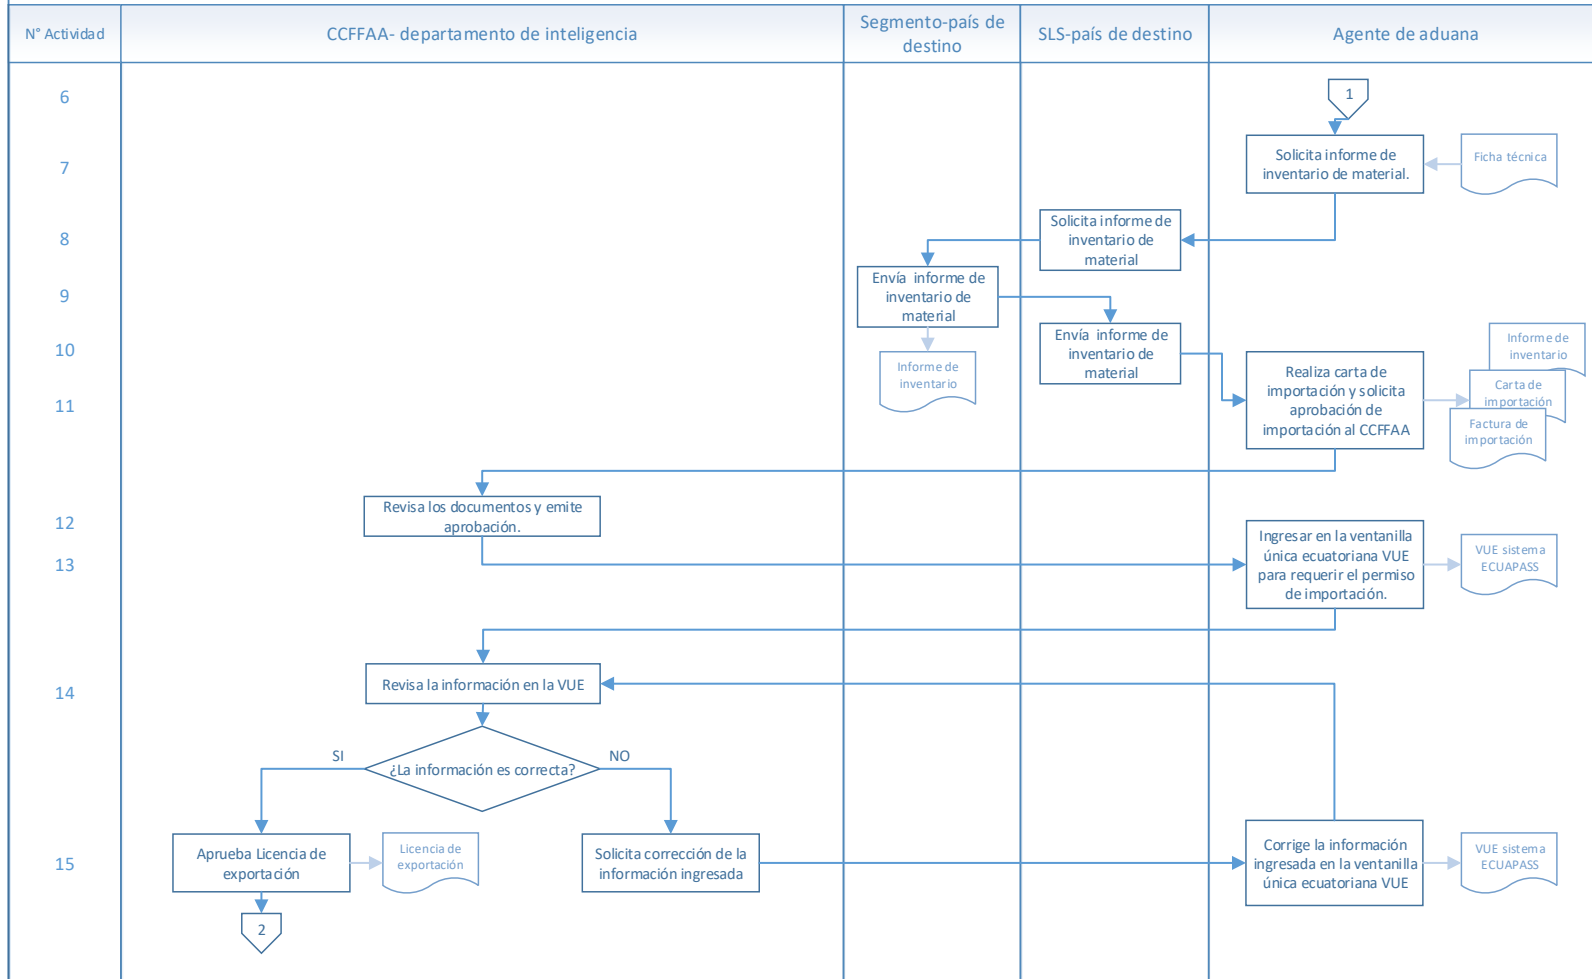 N° Actividad
CCFFAA- departamento de inteligencia
Segmento-país de
destino
SLS-país de destino
Agente de aduana
6
1
7
Solicita informe de
inventario de material.
Ficha técnica
8
Solicita informe de
inventario de
material
9
Envía informe de
inventario de
material
Informe de
inventario
10
Envía informe de
inventario de
material
11
Realiza carta de
importación y solicita
aprobación de
importación al CCFFAA
Informe de
inventario
Carta de
importación
Factura de
importación
12
Revisa los documentos y emite
aprobación.
13
Ingresar en la ventanilla
única ecuatoriana VUE
para requerir el permiso
de importación.
VUE sistema
ECUAPASS
14
Revisa la información en la VUE
SI
¿La información es correcta?
NO
15
Aprueba Licencia de
exportación
Licencia de
exportación
Solicita corrección de la
información ingresada
Corrige la información
ingresada en la ventanilla
única ecuatoriana VUE
VUE sistema
ECUAPASS
2